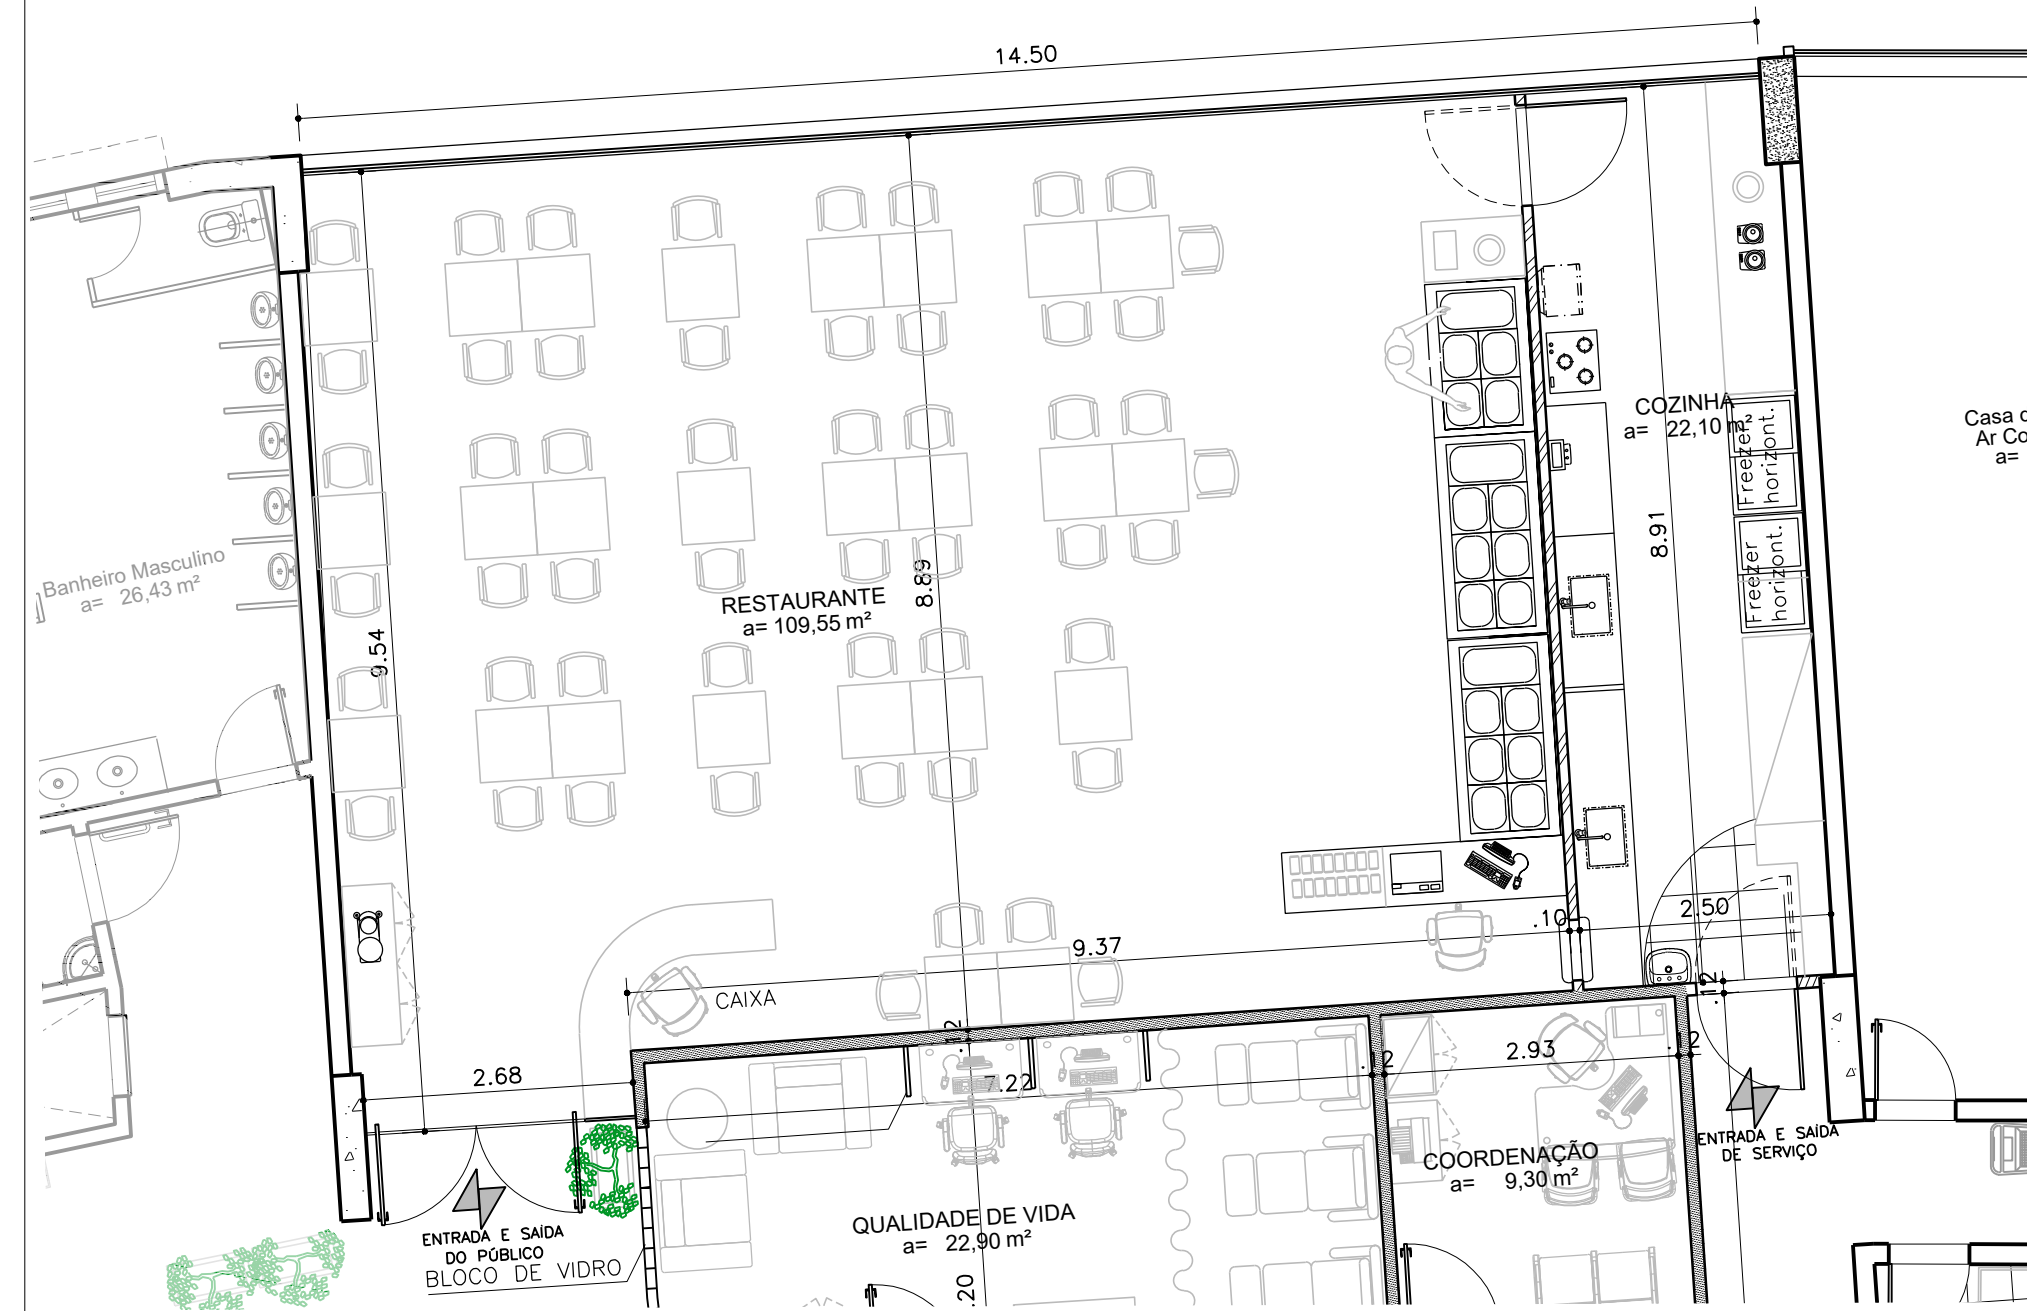 14.50
COZINHA
a= 22,10 m²
Freezer
horizont.
Freezer
horizont.
8.91
Casa d
Ar Co
a=
Banheiro Masculino
a= 26,43 m²
RESTAURANTE
a= 109,55 m²
8.89
9.54
.10
2.50
9.37
CAIXA
.12
.12
2.68
7.22
.12
2.93
.12
ENTRADA E SAÍDA
DE SERVIÇO
COORDENAÇÃO
a= 9,30 m²
QUALIDADE DE VIDA
a= 22,90 m²
ENTRADA E SAÍDA
DO PÚBLICO
BLOCO DE VIDRO
.20